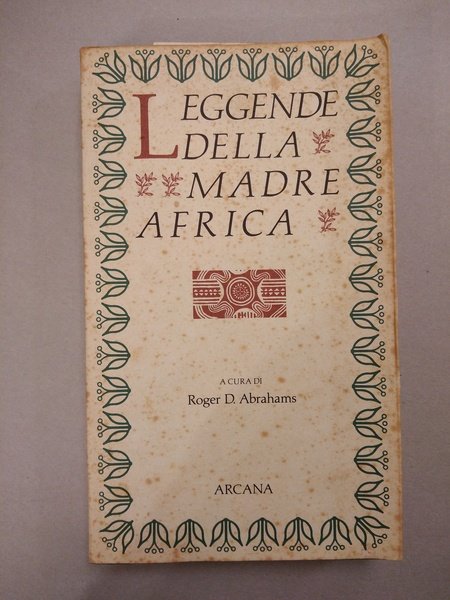 LEGGENDE
DELLA
MADRE
AFRICA
A CURA DI
Roger D. Abrahams
ARCANA